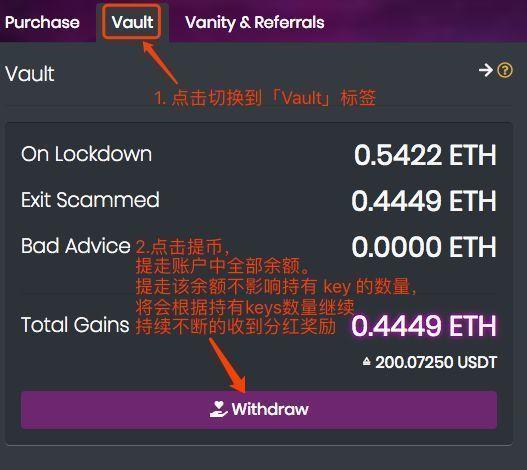 Purchase Vault Vanity & Referrals
Vault
1. 点击切换到「Vault」标签
On Lockdown 0.5422 ETH
Exit Scammed 0.4449 ETH
Bad Advice 0.0000 ETH
2.点击提币，
提走账户中全部余额。
提走该余额不影响持有 key 的数量，
将会根据持有keys数量继续
持续不断的收到分红奖励
Total Gains 0.4449 ETH
≙ 200.07250 USDT
Withdraw